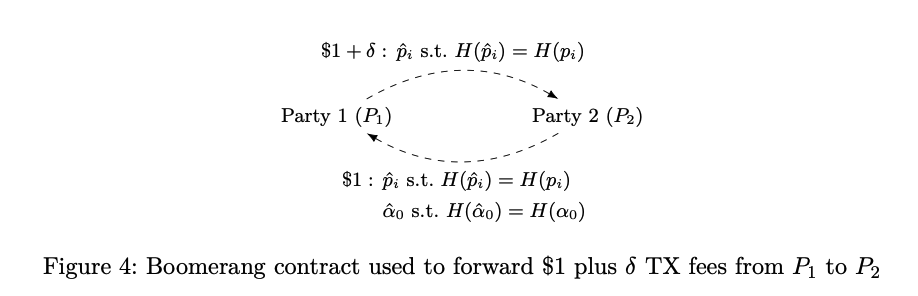 $1 + δ : p̂ᵢ s.t. H(p̂ᵢ) = H(pᵢ)
Party 1 (P₁) Party 2 (P₂)
$1 : p̂ᵢ s.t. H(p̂ᵢ) = H(pᵢ)
α̂₀ s.t. H(α̂₀) = H(α₀)
Figure 4: Boomerang contract used to forward $1 plus δ TX fees from P₁ to P₂